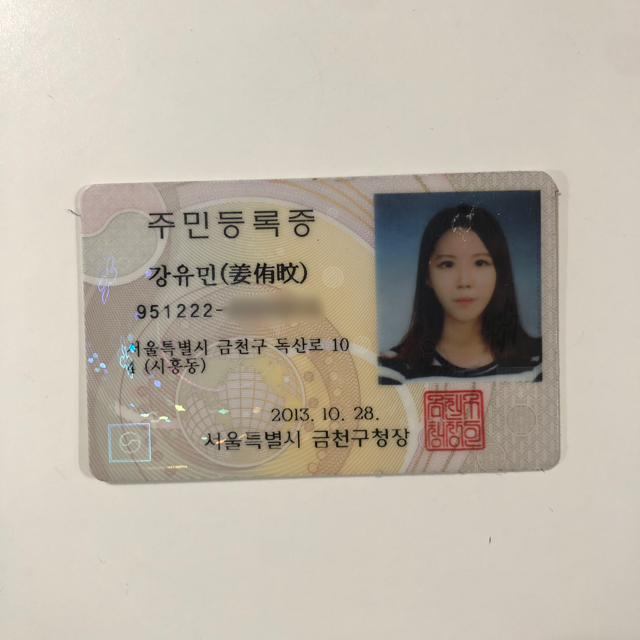 주민등록증
강유민(姜侑旼)
951222-
서울특별시 금천구 독산로 10
4 (시흥동)
2013. 10. 28.
서울특별시 금천구청장